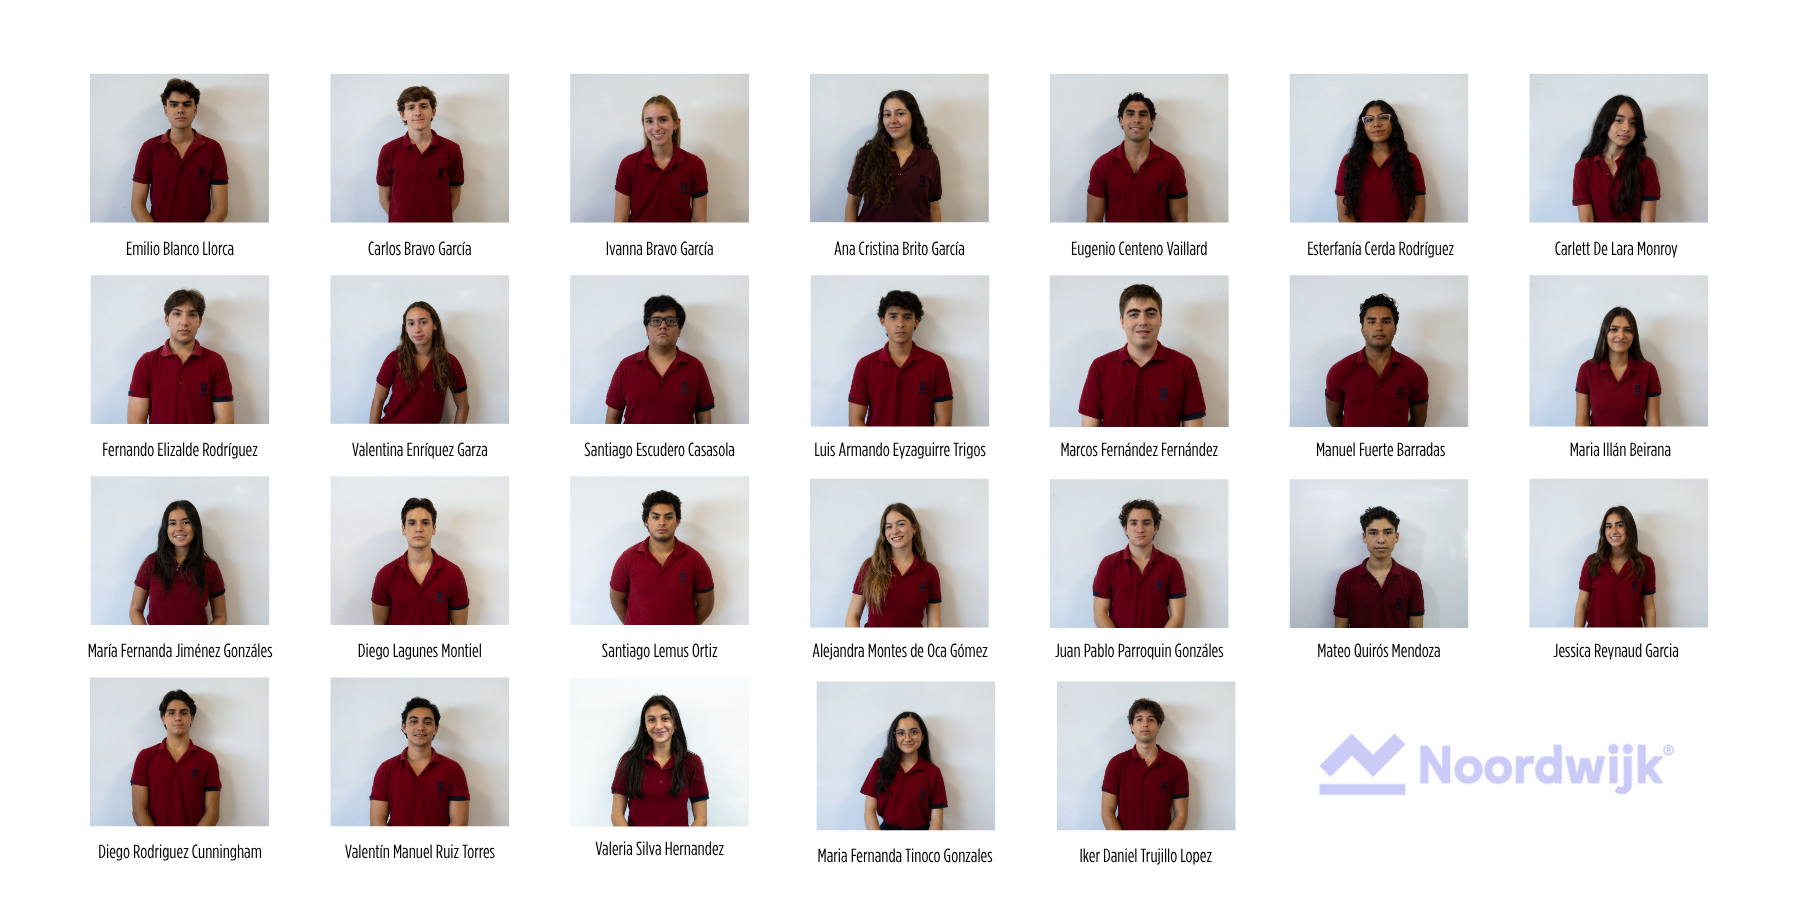 Emilio Blanco Llorca
Carlos Bravo García
Ivanna Bravo García
Ana Cristina Brito García
Eugenio Centeno Vaillard
Esterfanía Cerda Rodríguez
Carlett De Lara Monroy
Fernando Elizalde Rodríguez
Valentina Enríquez Garza
Santiago Escudero Casasola
Luis Armando Eyzaguirre Trigos
Marcos Fernández Fernández
Manuel Fuerte Barradas
Maria Illán Beirana
María Fernanda Jiménez Gonzáles
Diego Lagunes Montiel
Santiago Lemus Ortiz
Alejandra Montes de Oca Gómez
Juan Pablo Parroquin Gonzáles
Mateo Quirós Mendoza
Jessica Reynaud Garcia
Diego Rodriguez Cunningham
Valentín Manuel Ruiz Torres
Valeria Silva Hernandez
Maria Fernanda Tinoco Gonzales
Iker Daniel Trujillo Lopez
Noordwijk®